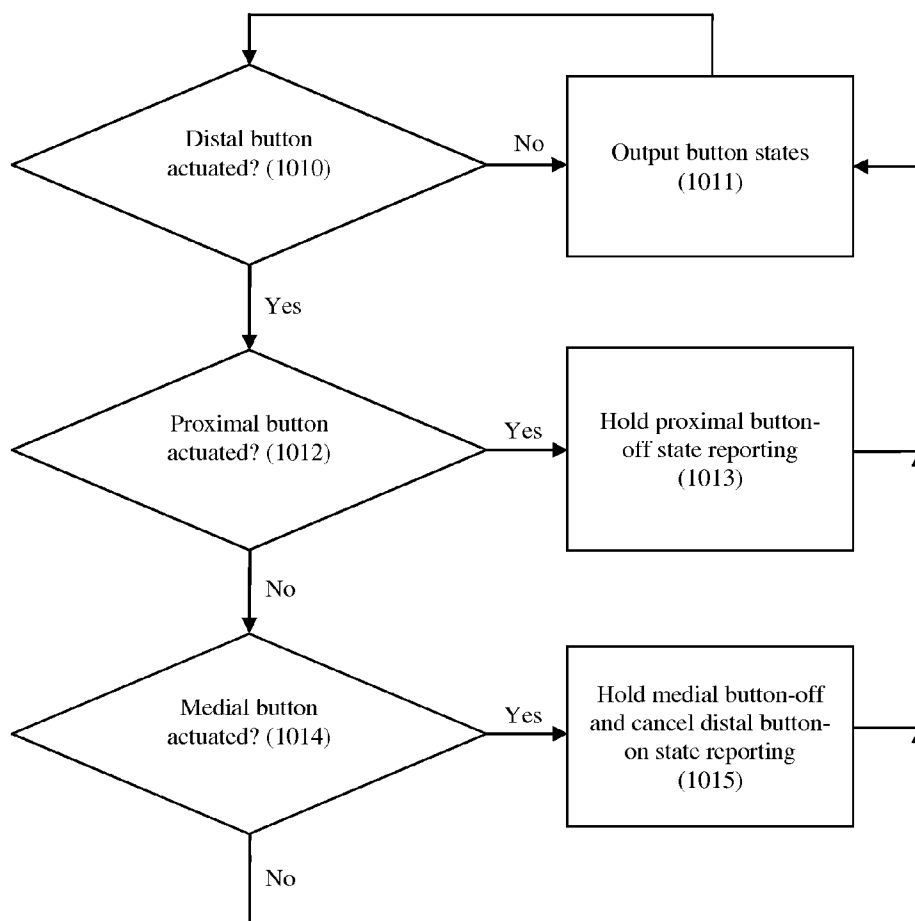 Distal button
actuated? (1010)
No
Output button states
(1011)
Yes
Proximal button
actuated? (1012)
Yes
Hold proximal button-
off state reporting
(1013)
No
Medial button
actuated? (1014)
Yes
Hold medial button-off
and cancel distal button-
on state reporting
(1015)
No